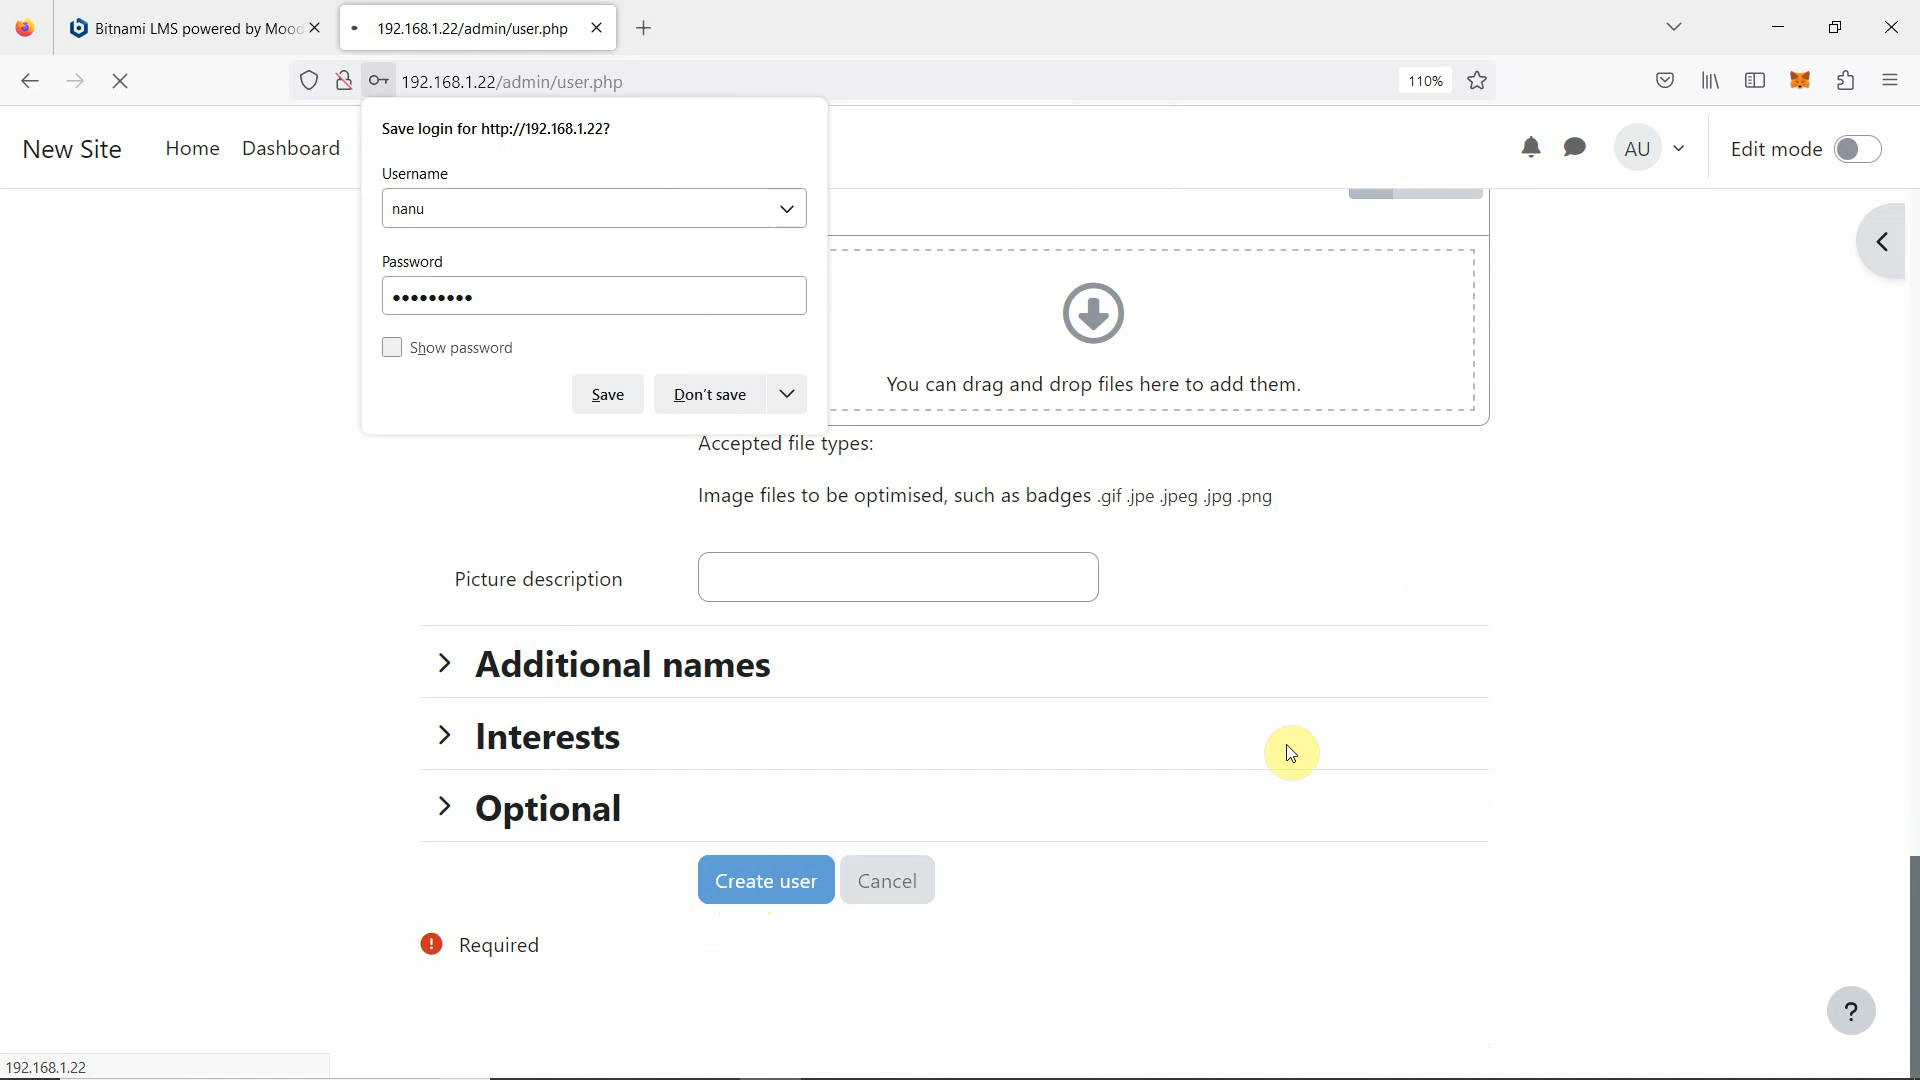 Bitnami LMS powered by Mood
192.168.1.22/admin/user.php
192.168.1.22/admin/user.php
110%
New Site
Home
Dashboard
AU
Edit mode
Save login for http://192.168.1.22?
Username
nanu
Password
•••••••••
Show password
Save
Don't save
You can drag and drop files here to add them.
Accepted file types:
Image files to be optimised, such as badges .gif .jpe .jpeg .jpg .png
Picture description
Additional names
Interests
Optional
Create user
Cancel
! Required
?
192.168.1.22